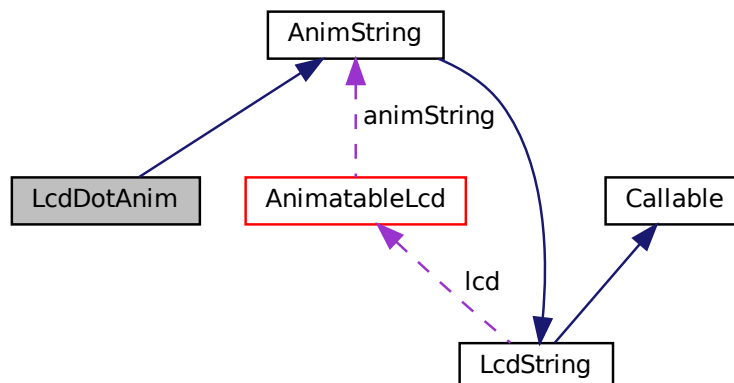 AnimString
animString
LcdDotAnim
AnimatableLcd
Callable
lcd
LcdString